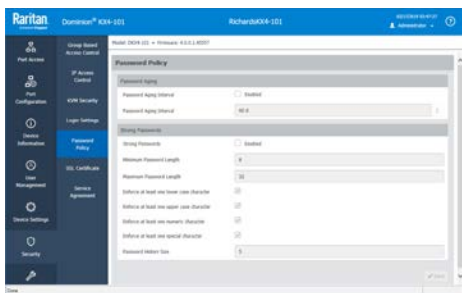 Raritan.
Dominion® KX4-101
RichardsKX4-101
Administrator
Port Access
Port Configuration
Device Information
User Management
Device Settings
Security
Group Based Access Control
IP Access Control
KVM Security
Login Settings
Password Policy
SSL Certificate
Service Agreement
Password Policy
Password Aging
Password Aging Interval
Enabled
Password Aging Interval
60 d
Strong Passwords
Strong Passwords
Enabled
Minimum Password Length
8
Maximum Password Length
Enforce at least one lower case character
Enforce at least one upper case character
Enforce at least one numeric character
Enforce at least one special character
Password History Size
5
Done